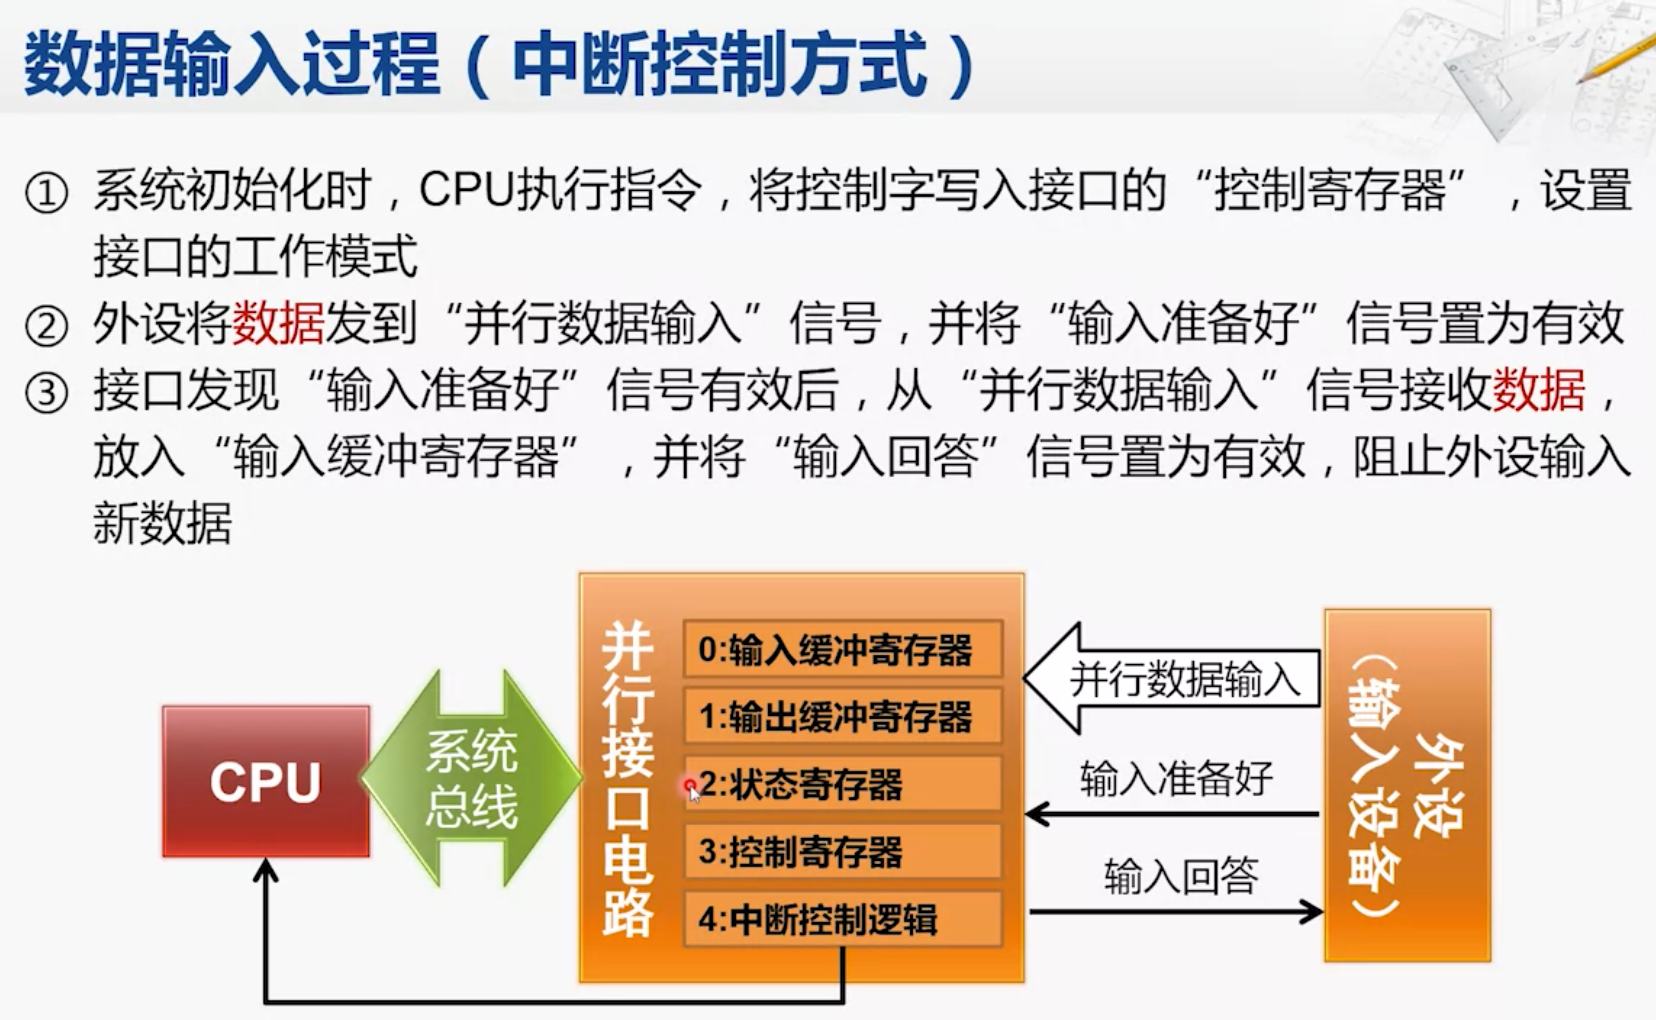 数据输入过程（中断控制方式）
① 系统初始化时，CPU执行指令，将控制字写入接口的“控制寄存器”，设置
接口的工作模式
② 外设将数据发到“并行数据输入”信号，并将“输入准备好”信号置为有效
③ 接口发现“输入准备好”信号有效后，从“并行数据输入”信号接收数据，
放入“输入缓冲寄存器”，并将“输入回答”信号置为有效，阻止外设输入
新数据
CPU
系统
总线
并行接口电路
0:输入缓冲寄存器
1:输出缓冲寄存器
2:状态寄存器
3:控制寄存器
4:中断控制逻辑
并行数据输入
输入准备好
输入回答
外设
（输入设备）